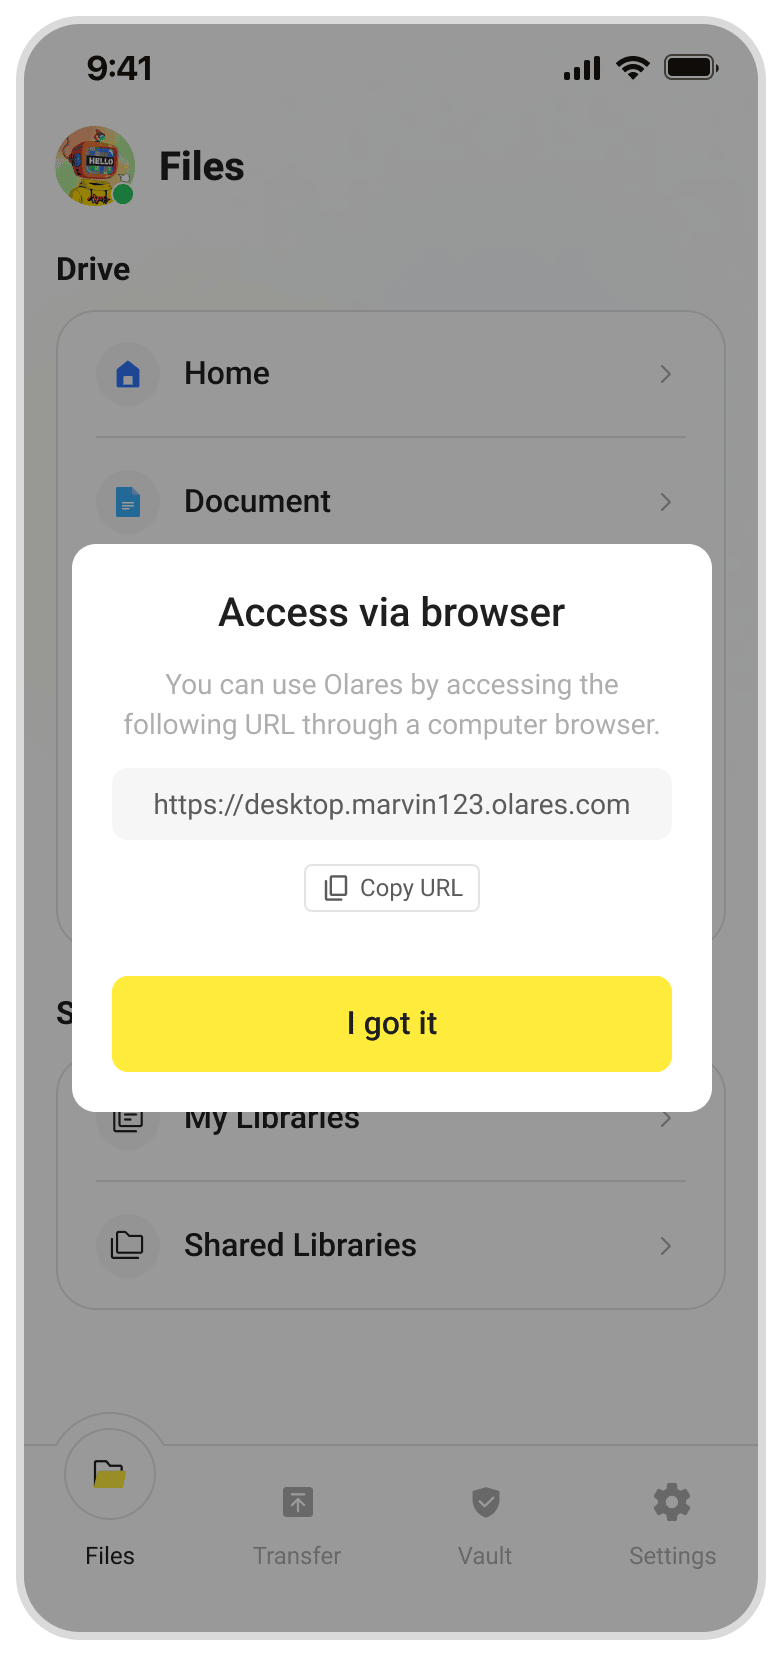 9:41
HELLO
Files
Drive
Home
Document
Access via browser
You can use Olares by accessing the
following URL through a computer browser.
https://desktop.marvin123.olares.com
Copy URL
I got it
My Libraries
Shared Libraries
Files
Transfer
Vault
Settings